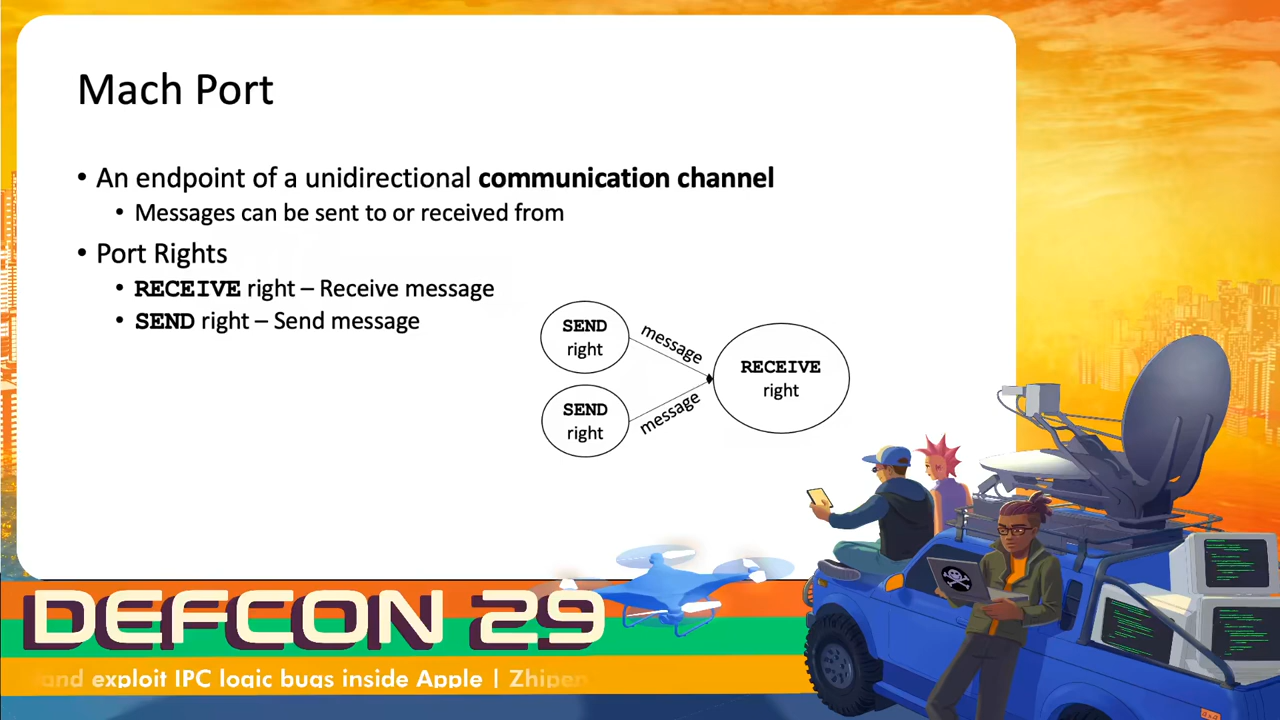 Mach Port
• An endpoint of a unidirectional communication channel
• Messages can be sent to or received from
• Port Rights
• RECEIVE right – Receive message
• SEND right – Send message
SEND
right
message
RECEIVE
right
SEND
right
message
DEFCON 29
and exploit IPC logic bugs inside Apple | Zhipen